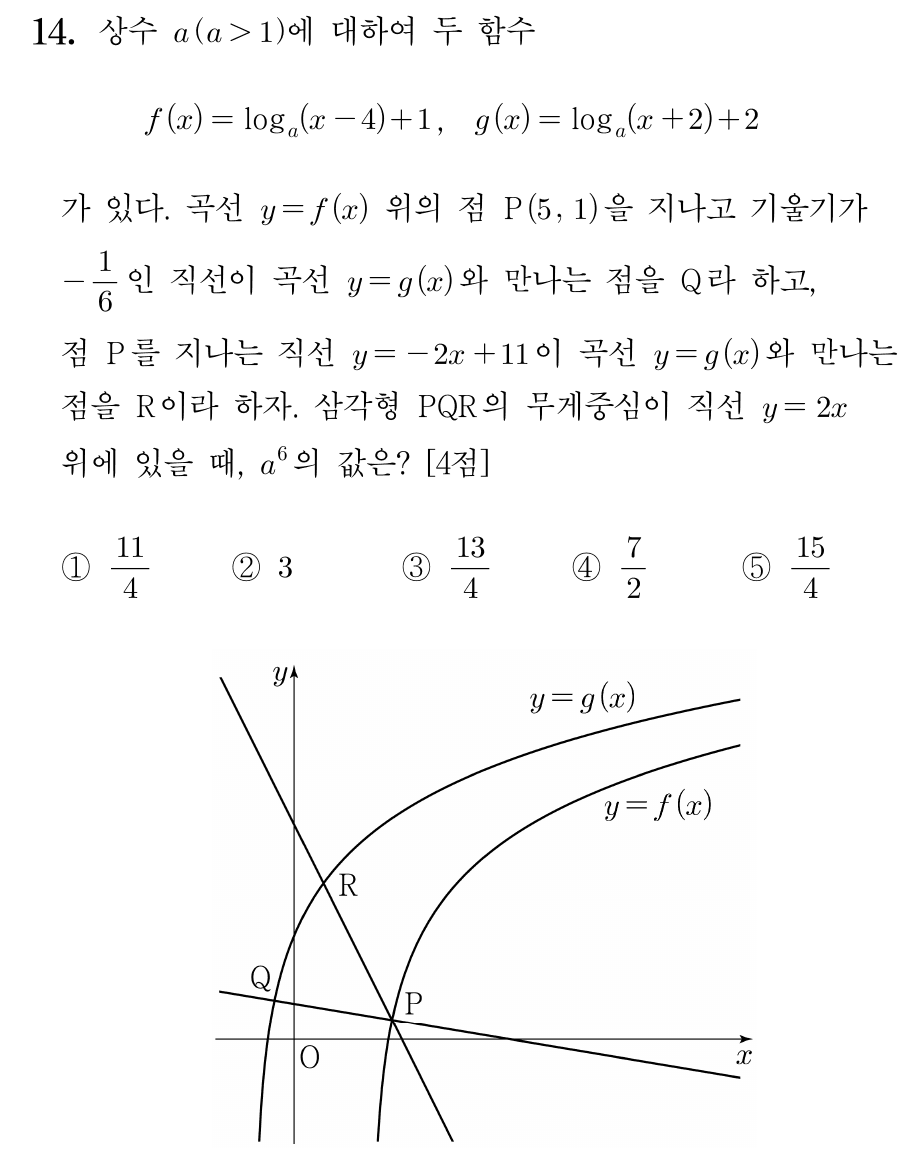 14. 상수 a(a > 1)에 대하여 두 함수
f(x) = logₐ(x − 4) + 1, g(x) = logₐ(x + 2) + 2
가 있다. 곡선 y = f(x) 위의 점 P(5, 1)을 지나고 기울기가
−1/6인 직선이 곡선 y = g(x)와 만나는 점을 Q라 하고,
점 P를 지나는 직선 y = −2x + 11이 곡선 y = g(x)와 만나는
점을 R이라 하자. 삼각형 PQR의 무게중심이 직선 y = 2x
위에 있을 때, a⁶의 값은? [4점]
① 11/4 ② 3 ③ 13/4 ④ 7/2 ⑤ 15/4
y
y = g(x)
y = f(x)
R
Q
P
O
x